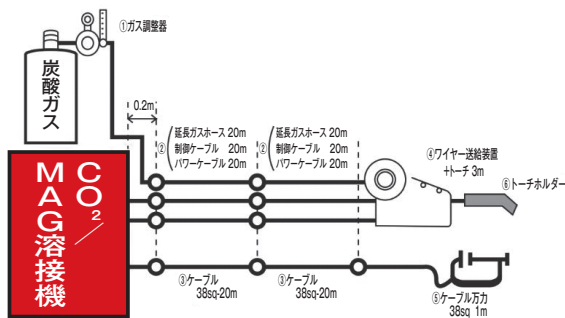 ①ガス調整器
炭酸ガス
0.2m
②
延長ガスホース 20m
制御ケーブル 20m
パワーケーブル 20m
②
延長ガスホース 20m
制御ケーブル 20m
パワーケーブル 20m
④ワイヤー送給装置
+トーチ 3m
⑥トーチホルダー
CO₂／
MAG溶接機
③ケーブル
38sq-20m
③ケーブル
38sq-20m
⑤ケーブル万力
38sq 1m